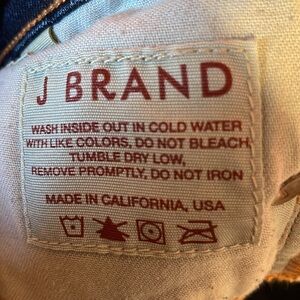 J BRAND
WASH INSIDE OUT IN COLD WATER
WITH LIKE COLORS, DO NOT BLEACH,
TUMBLE DRY LOW,
REMOVE PROMPTLY, DO NOT IRON
MADE IN CALIFORNIA, USA